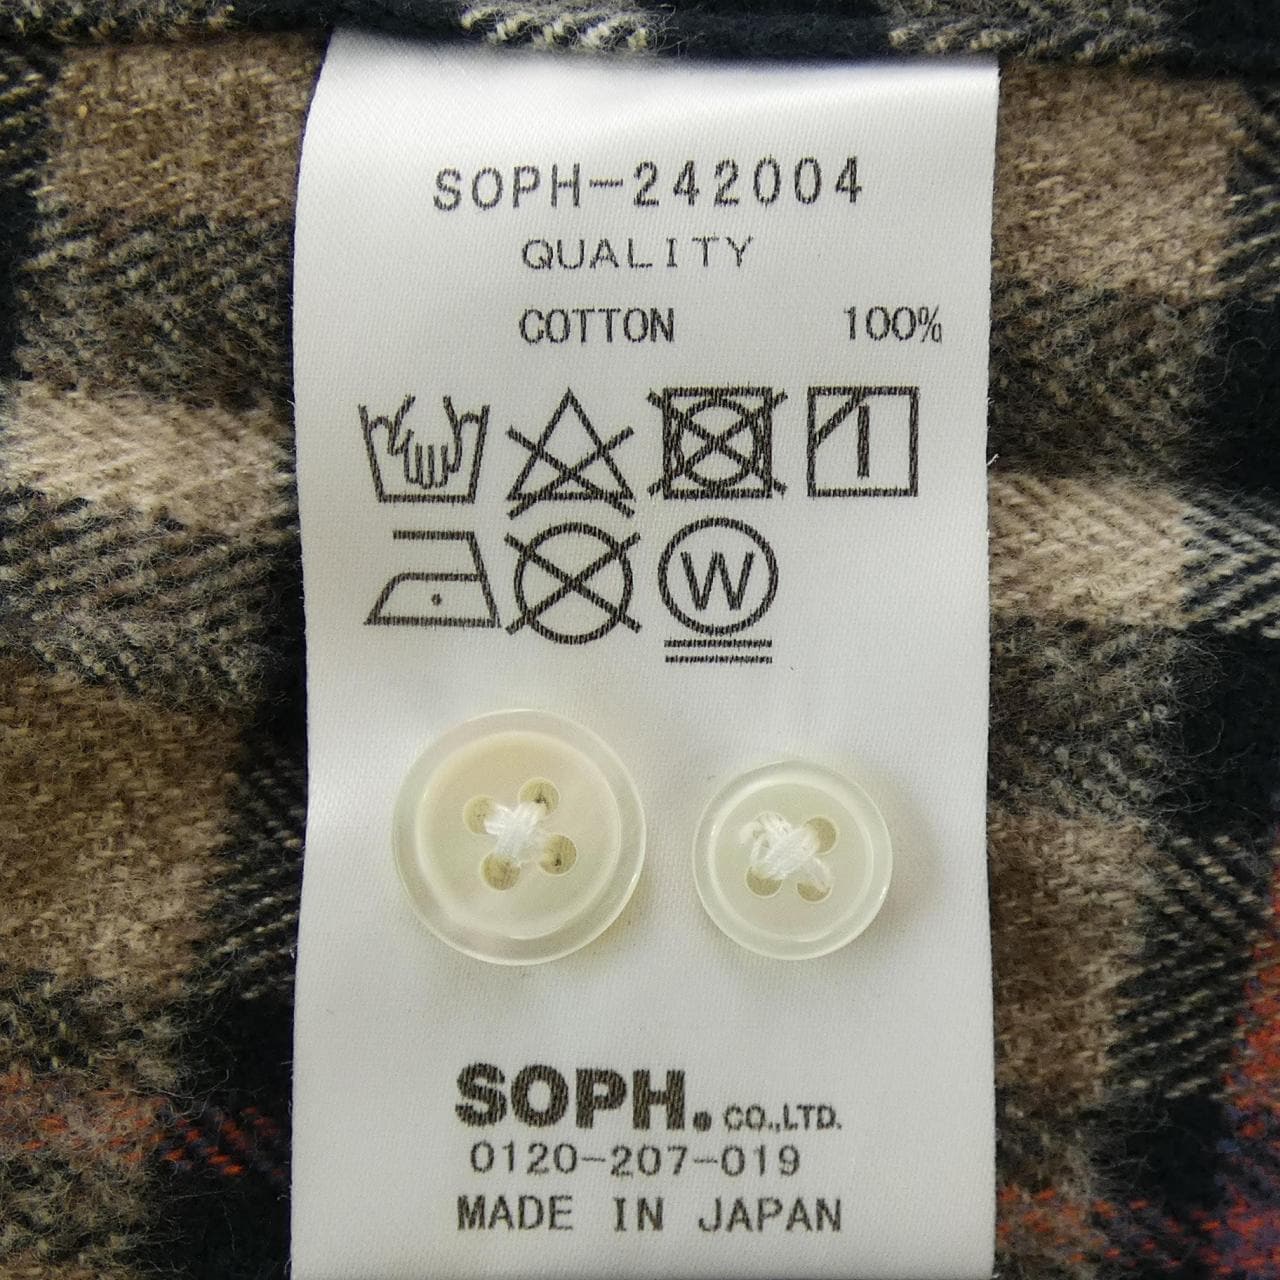 SOPH-242004
QUALITY
COTTON 100%
W
SOPH. CO.,LTD.
0120-207-019
MADE IN JAPAN